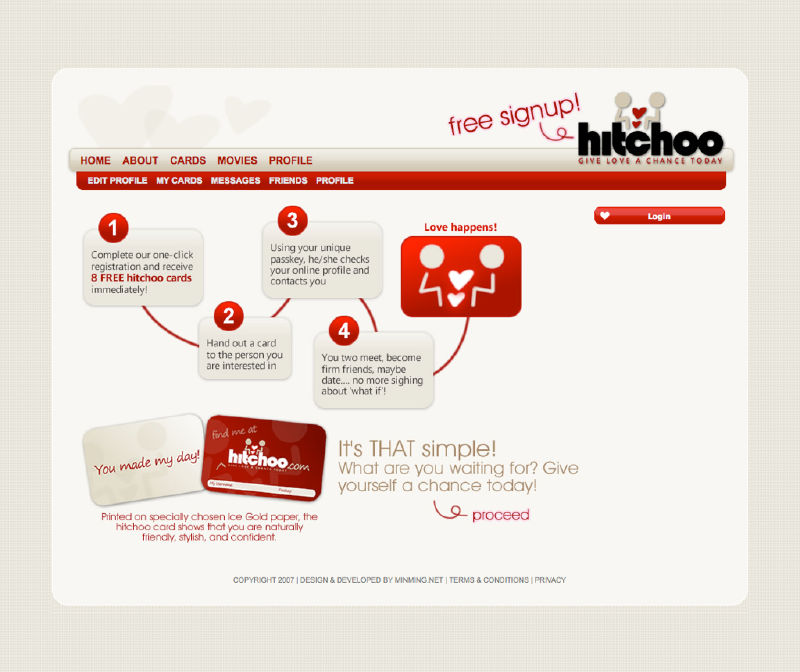 free signup!
hitchoo
GIVE LOVE A CHANCE TODAY
HOME ABOUT CARDS MOVIES PROFILE
EDIT PROFILE MY CARDS MESSAGES FRIENDS PROFILE
Login
1
Complete our one-click
registration and receive
8 FREE hitchoo cards
immediately!
2
Hand out a card
to the person you
are interested in
3
Using your unique
passkey, he/she checks
your online profile and
contacts you
4
You two meet, become
firm friends, maybe
date.... no more sighing
about 'what if'!
Love happens!
You made my day!
find me at
hitchoo.com
GIVE LOVE A CHANCE TODAY
Printed on specially chosen Ice Gold paper, the
hitchoo card shows that you are naturally
friendly, stylish, and confident.
It's THAT simple!
What are you waiting for? Give
yourself a chance today!
proceed
COPYRIGHT 2007 | DESIGN & DEVELOPED BY MINMING.NET | TERMS & CONDITIONS | PRIVACY